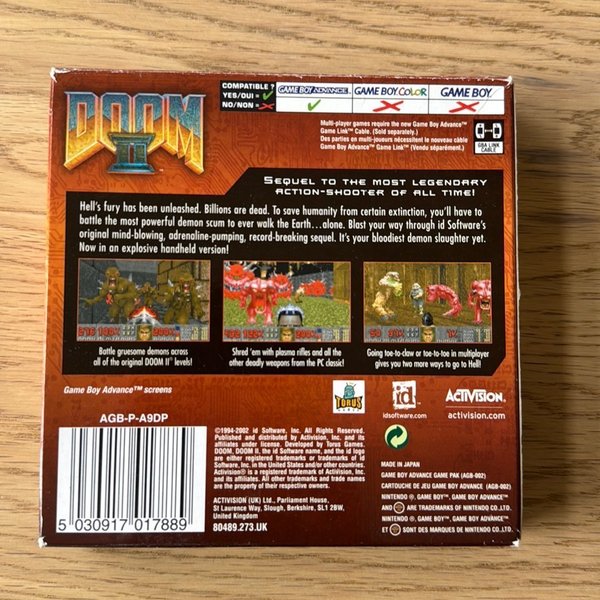 DOOM
II
COMPATIBLE ?
YES/OUI =
NO/NON =
GAME BOY ADVANCE
GAME BOY COLOR
GAME BOY
Multi-player games require the new Game Boy Advance™
Game Link™ Cable. (Sold separately.)
Des parties en multi-joueurs nécessitent le nouveau câble
Game Boy Advance™ Game Link™ (Vendu séparément.)
GBA LINK
CABLE
SEQUEL TO THE MOST LEGENDARY
ACTION-SHOOTER OF ALL TIME!
Hell's fury has been unleashed. Billions are dead. To save humanity from certain extinction, you'll have to
battle the most powerful demon scum to ever walk the Earth...alone. Blast your way through id Software's
original mind-blowing, adrenaline-pumping, record-breaking sequel. It's your bloodiest demon slaughter yet.
Now in an explosive handheld version!
Battle gruesome demons across
all of the original DOOM II™ levels!
Shred 'em with plasma rifles and all the
other deadly weapons from the PC classic!
Going toe-to-claw or toe-to-toe in multiplayer
gives you two more ways to go to Hell!
Game Boy Advance™ screens
AGB-P-A9DP
TORUS
GAMES
id
idsoftware.com
ACTIVISION.
activision.com
©1994-2002 id Software, Inc. All Rights Reserved.
Published and distributed by Activision, Inc. and its
affiliates under license. Developed by Torus Games.
DOOM, DOOM II, the id Software name, and the id logo
are either registered trademarks or trademarks of id
Software, Inc. in the United States and/or other countries.
Activision® is a registered trademark of Activision, Inc.
and its affiliates. All other trademarks and trade names
are the property of their respective owners.
ACTIVISION (UK) Ltd., Parliament House,
St Laurence Way, Slough, Berkshire, SL1 2BW,
United Kingdom
80489.273.UK
MADE IN JAPAN
GAME BOY ADVANCE GAME PAK (AGB-002)
CARTOUCHE DE JEU GAME BOY ADVANCE (AGB-002)
NINTENDO ®, GAME BOY™, GAME BOY ADVANCE™
AND ARE TRADEMARKS OF NINTENDO CO.,LTD.
NINTENDO ®, GAME BOY™, GAME BOY ADVANCE™
ET SONT DES MARQUES DE NINTENDO CO.,LTD.
5 030917 017889